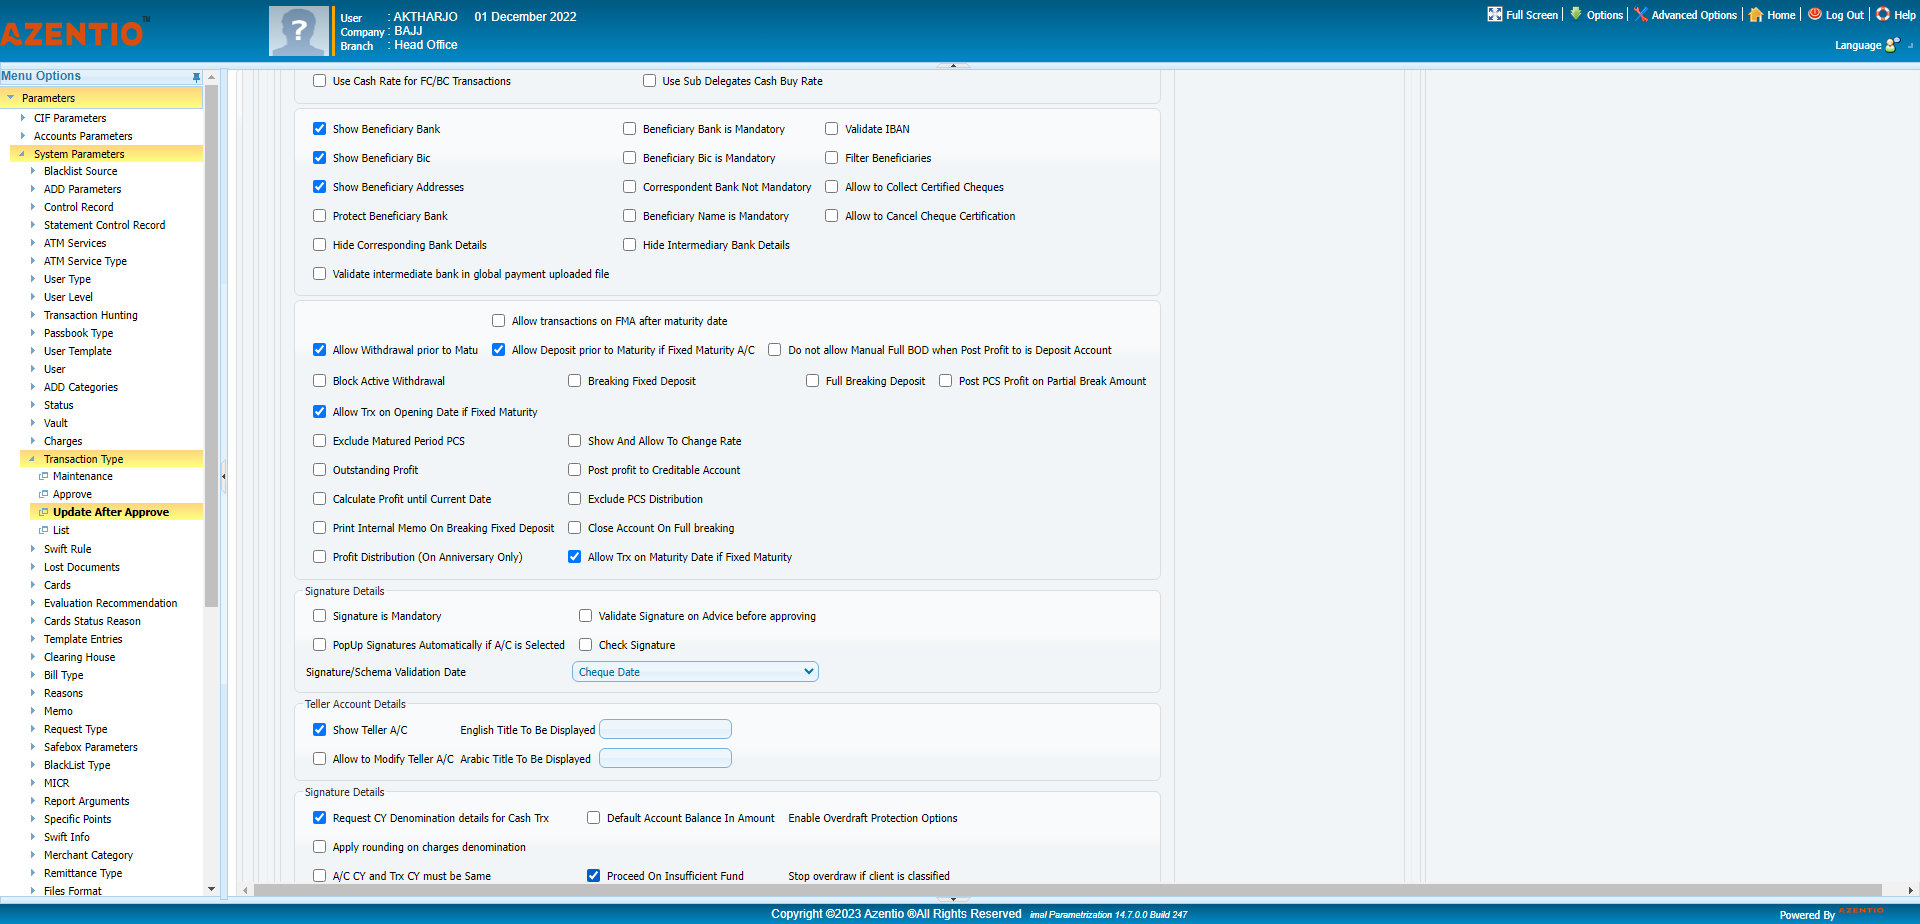 AZENTIO™
User : AKTHARJO 01 December 2022
Company : BAJJ
Branch : Head Office
Full Screen Options Advanced Options Home Log Out Help
Language
Menu Options
Parameters
CIF Parameters
Accounts Parameters
System Parameters
Blacklist Source
ADD Parameters
Control Record
Statement Control Record
ATM Services
ATM Service Type
User Type
User Level
Transaction Hunting
Passbook Type
User Template
User
ADD Categories
Status
Vault
Charges
Transaction Type
Maintenance
Approve
Update After Approve
List
Swift Rule
Lost Documents
Cards
Evaluation Recommendation
Cards Status Reason
Template Entries
Clearing House
Bill Type
Reasons
Memo
Request Type
Safebox Parameters
BlackList Type
MICR
Report Arguments
Specific Points
Swift Info
Merchant Category
Remittance Type
Files Format
Use Cash Rate for FC/BC Transactions Use Sub Delegates Cash Buy Rate
Show Beneficiary Bank Beneficiary Bank is Mandatory Validate IBAN
Show Beneficiary Bic Beneficiary Bic is Mandatory Filter Beneficiaries
Show Beneficiary Addresses Correspondent Bank Not Mandatory Allow to Collect Certified Cheques
Protect Beneficiary Bank Beneficiary Name is Mandatory Allow to Cancel Cheque Certification
Hide Corresponding Bank Details Hide Intermediary Bank Details
Validate intermediate bank in global payment uploaded file
Allow transactions on FMA after maturity date
Allow Withdrawal prior to Matu Allow Deposit prior to Maturity if Fixed Maturity A/C Do not allow Manual Full BOD when Post Profit to is Deposit Account
Block Active Withdrawal Breaking Fixed Deposit Full Breaking Deposit Post PCS Profit on Partial Break Amount
Allow Trx on Opening Date if Fixed Maturity
Exclude Matured Period PCS Show And Allow To Change Rate
Outstanding Profit Post profit to Creditable Account
Calculate Profit until Current Date Exclude PCS Distribution
Print Internal Memo On Breaking Fixed Deposit Close Account On Full breaking
Profit Distribution (On Anniversary Only) Allow Trx on Maturity Date if Fixed Maturity
Signature Details
Signature is Mandatory Validate Signature on Advice before approving
PopUp Signatures Automatically if A/C is Selected Check Signature
Signature/Schema Validation Date Cheque Date
Teller Account Details
Show Teller A/C English Title To Be Displayed
Allow to Modify Teller A/C Arabic Title To Be Displayed
Signature Details
Request CY Denomination details for Cash Trx Default Account Balance In Amount Enable Overdraft Protection Options
Apply rounding on charges denomination
A/C CY and Trx CY must be Same Proceed On Insufficient Fund Stop overdraw if client is classified
Copyright ©2023 Azentio ®All Rights Reserved imal Parametrization 14.7.0.0 Build 247
Powered By AZENTIO